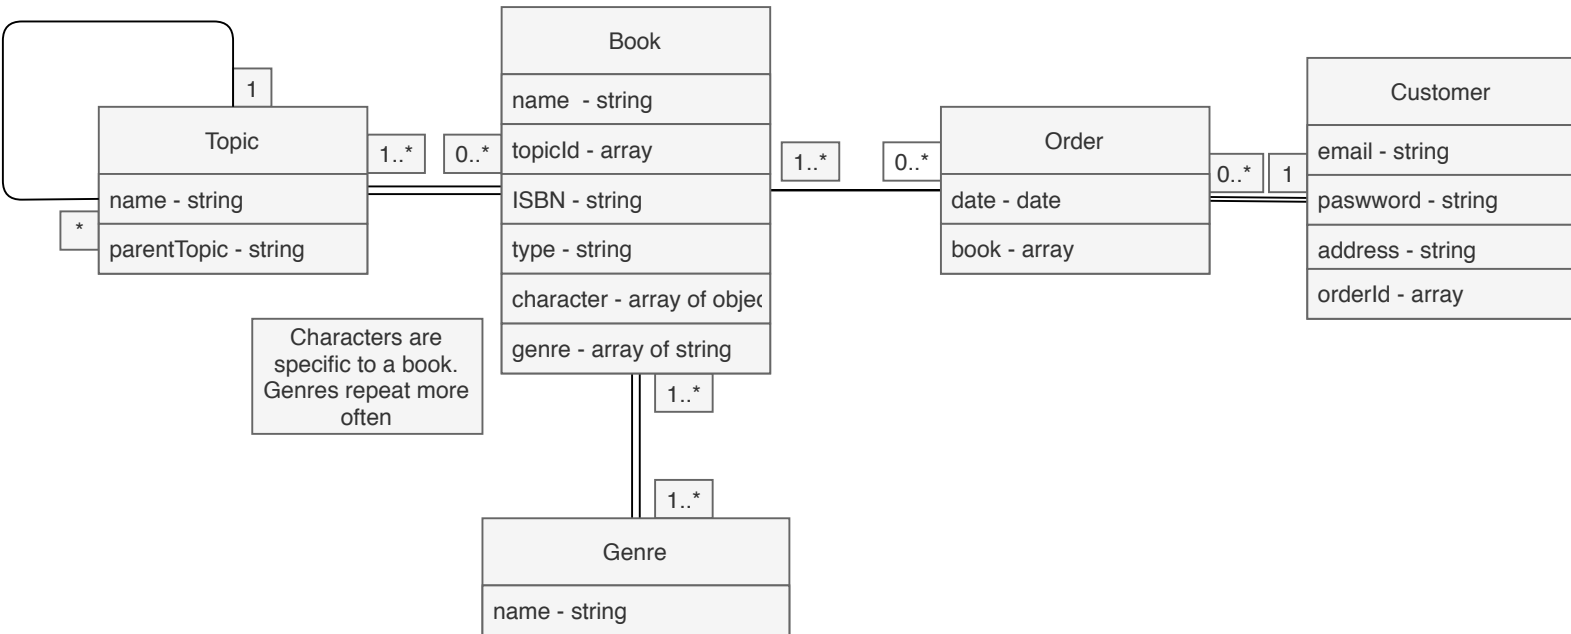 1
Topic
name - string
parentTopic - string
*
1..*
0..*
Book
name - string
topicId - array
ISBN - string
type - string
character - array of objec
genre - array of string
1..*
0..*
Order
date - date
book - array
0..*
1
Customer
email - string
paswword - string
address - string
orderId - array
Characters are
specific to a book.
Genres repeat more
often
1..*
1..*
Genre
name - string